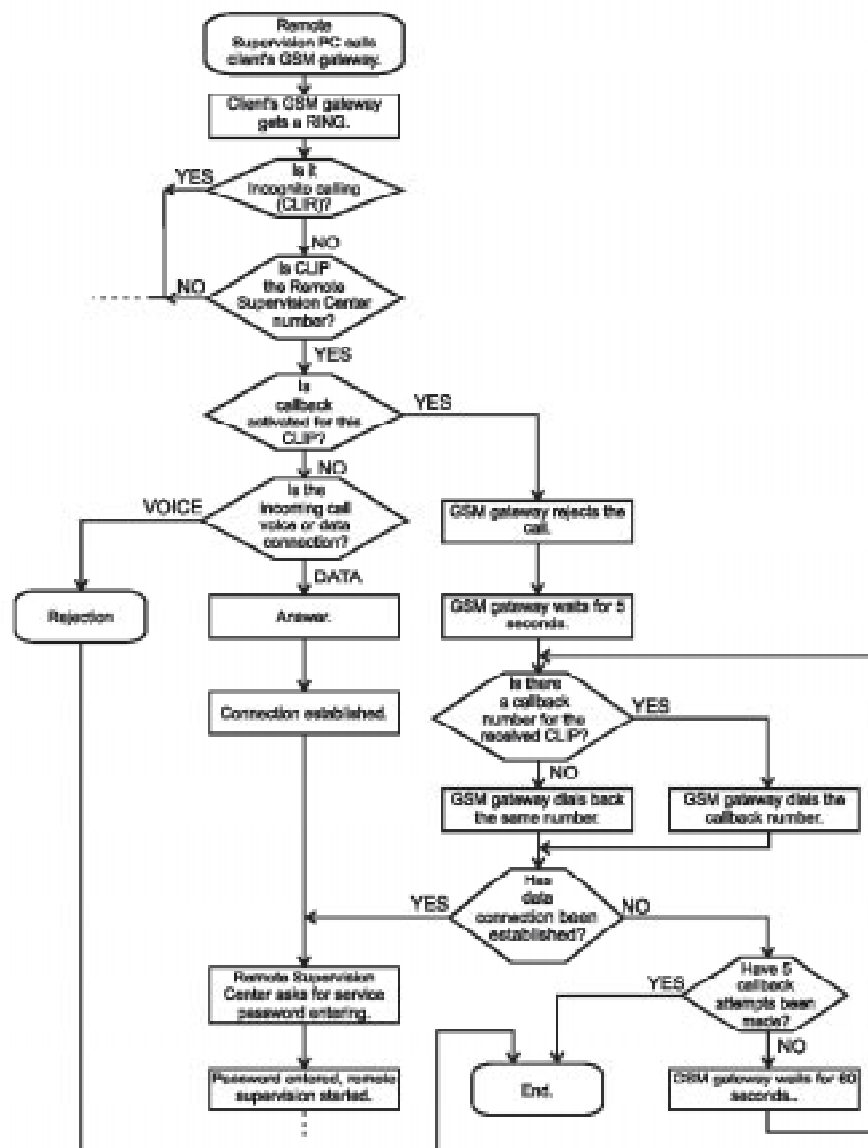 Remote
Supervision PC calls
client's GSM gateway.
Client's GSM gateway
gets a RING.
YES
Is it
incognito calling
(CLIR)?
NO
NO
Is CLIP
the Remote
Supervision Center
number?
YES
Is
callback
activated for this
CLIP?
YES
NO
VOICE
Is the
incoming call
voice or data
connection?
GSM gateway rejects the
call.
DATA
Rejection
Answer.
GSM gateway waits for 5
seconds.
Connection established.
Is there
a callback
number for the
received CLIP?
YES
NO
GSM gateway dials back
the same number.
GSM gateway dials the
callback number.
YES
Has
data
connection been
established?
NO
Remote Supervision
Center asks for service
password entering.
YES
Have 5
callback
attempts been
made?
NO
Password entered, remote
supervision started.
End.
GSM gateway waits for 60
seconds..